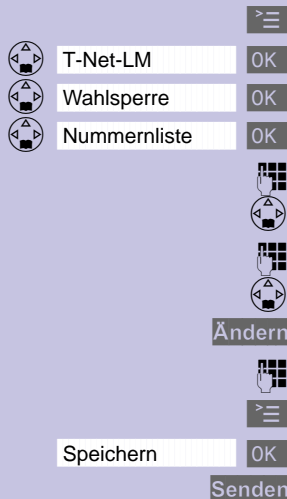 T-Net-LM OK
Wahlsperre OK
Nummernliste OK
Ändern
Speichern OK
Senden